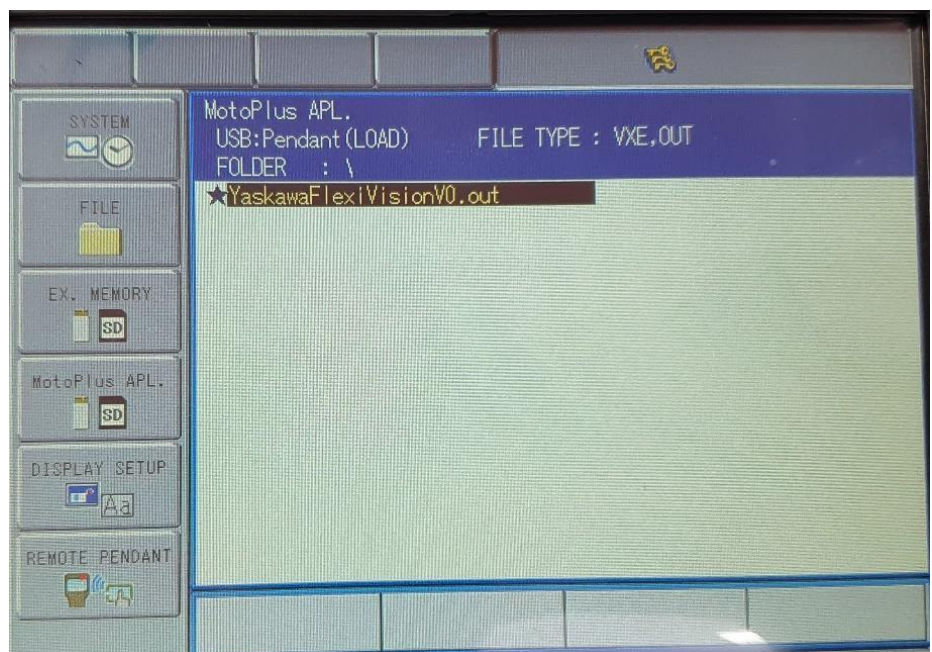 SYSTEM
FILE
EX. MEMORY
SD
MotoPlus APL.
SD
DISPLAY SETUP
Aa
REMOTE PENDANT
MotoPlus APL.
USB:Pendant(LOAD) FILE TYPE : VXE,OUT
FOLDER : \
★YaskawaFlexiVisionV0.out